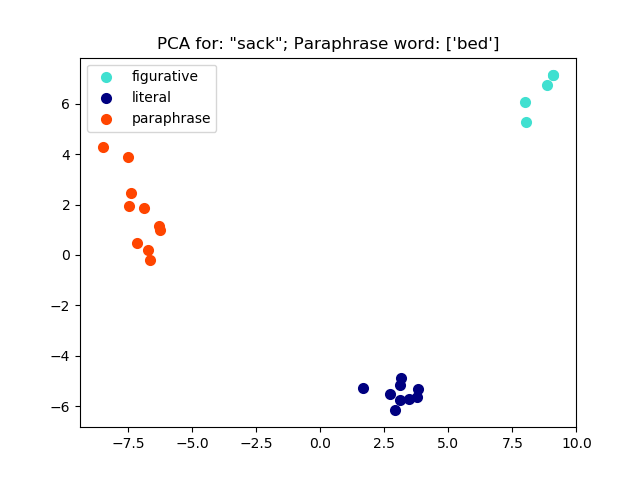 PCA for: "sack"; Paraphrase word: ['bed']
figurative
literal
paraphrase
6
4
2
0
−2
−4
−6
−7.5 −5.0 −2.5 0.0 2.5 5.0 7.5 10.0